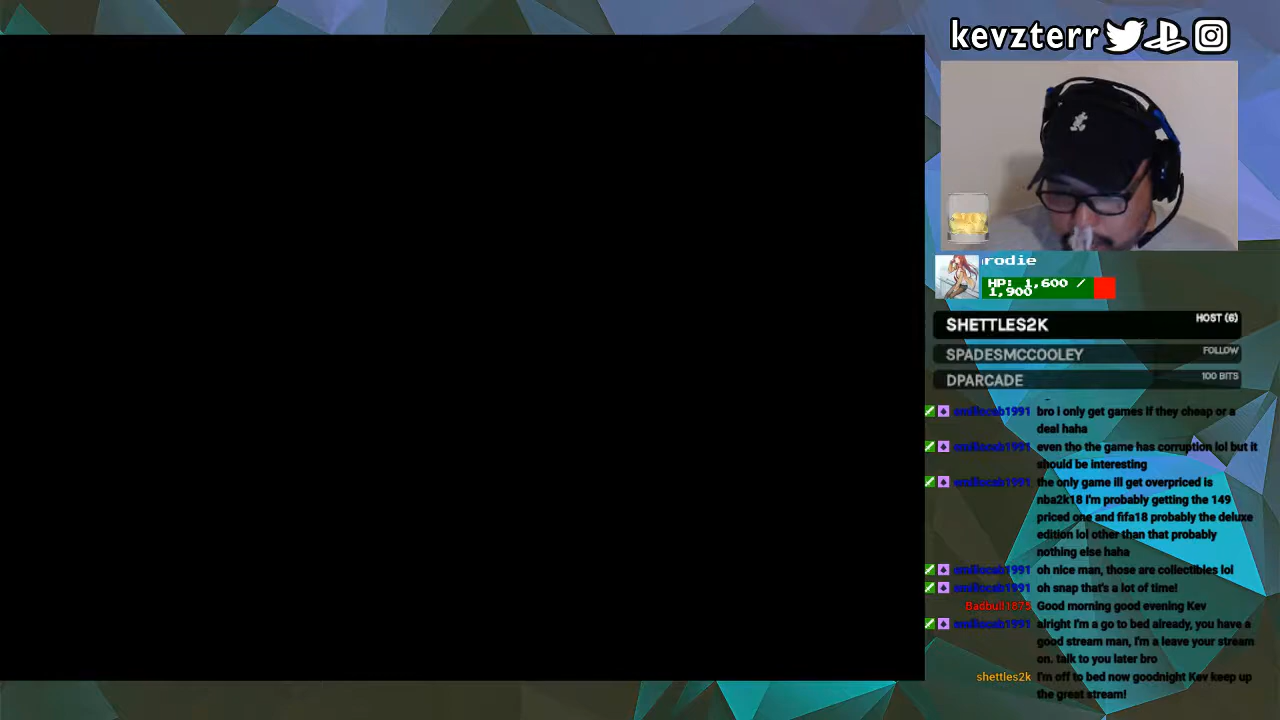 kevzterr
rodie
HP: 1,600 /
1,900
SHETTLES2K HOST (6)
SPADESMCCOOLEY FOLLOW
DPARCADE 100 BITS
bro i only get games if they cheap or a
deal haha
even tho the game has corruption lol but it
should be interesting
the only game ill get overpriced is
nba2k18 I'm probably getting the 149
priced one and fifa18 probably the deluxe
edition lol other than that probably
nothing else haha
oh nice man, those are collectibles lol
oh snap that's a lot of time!
Badbull1875 Good morning good evening Kev
alright I'm a go to bed already, you have a
good stream man, I'm a leave your stream
on. talk to you later bro
shettles2k I'm off to bed now goodnight Kev keep up
the great stream!